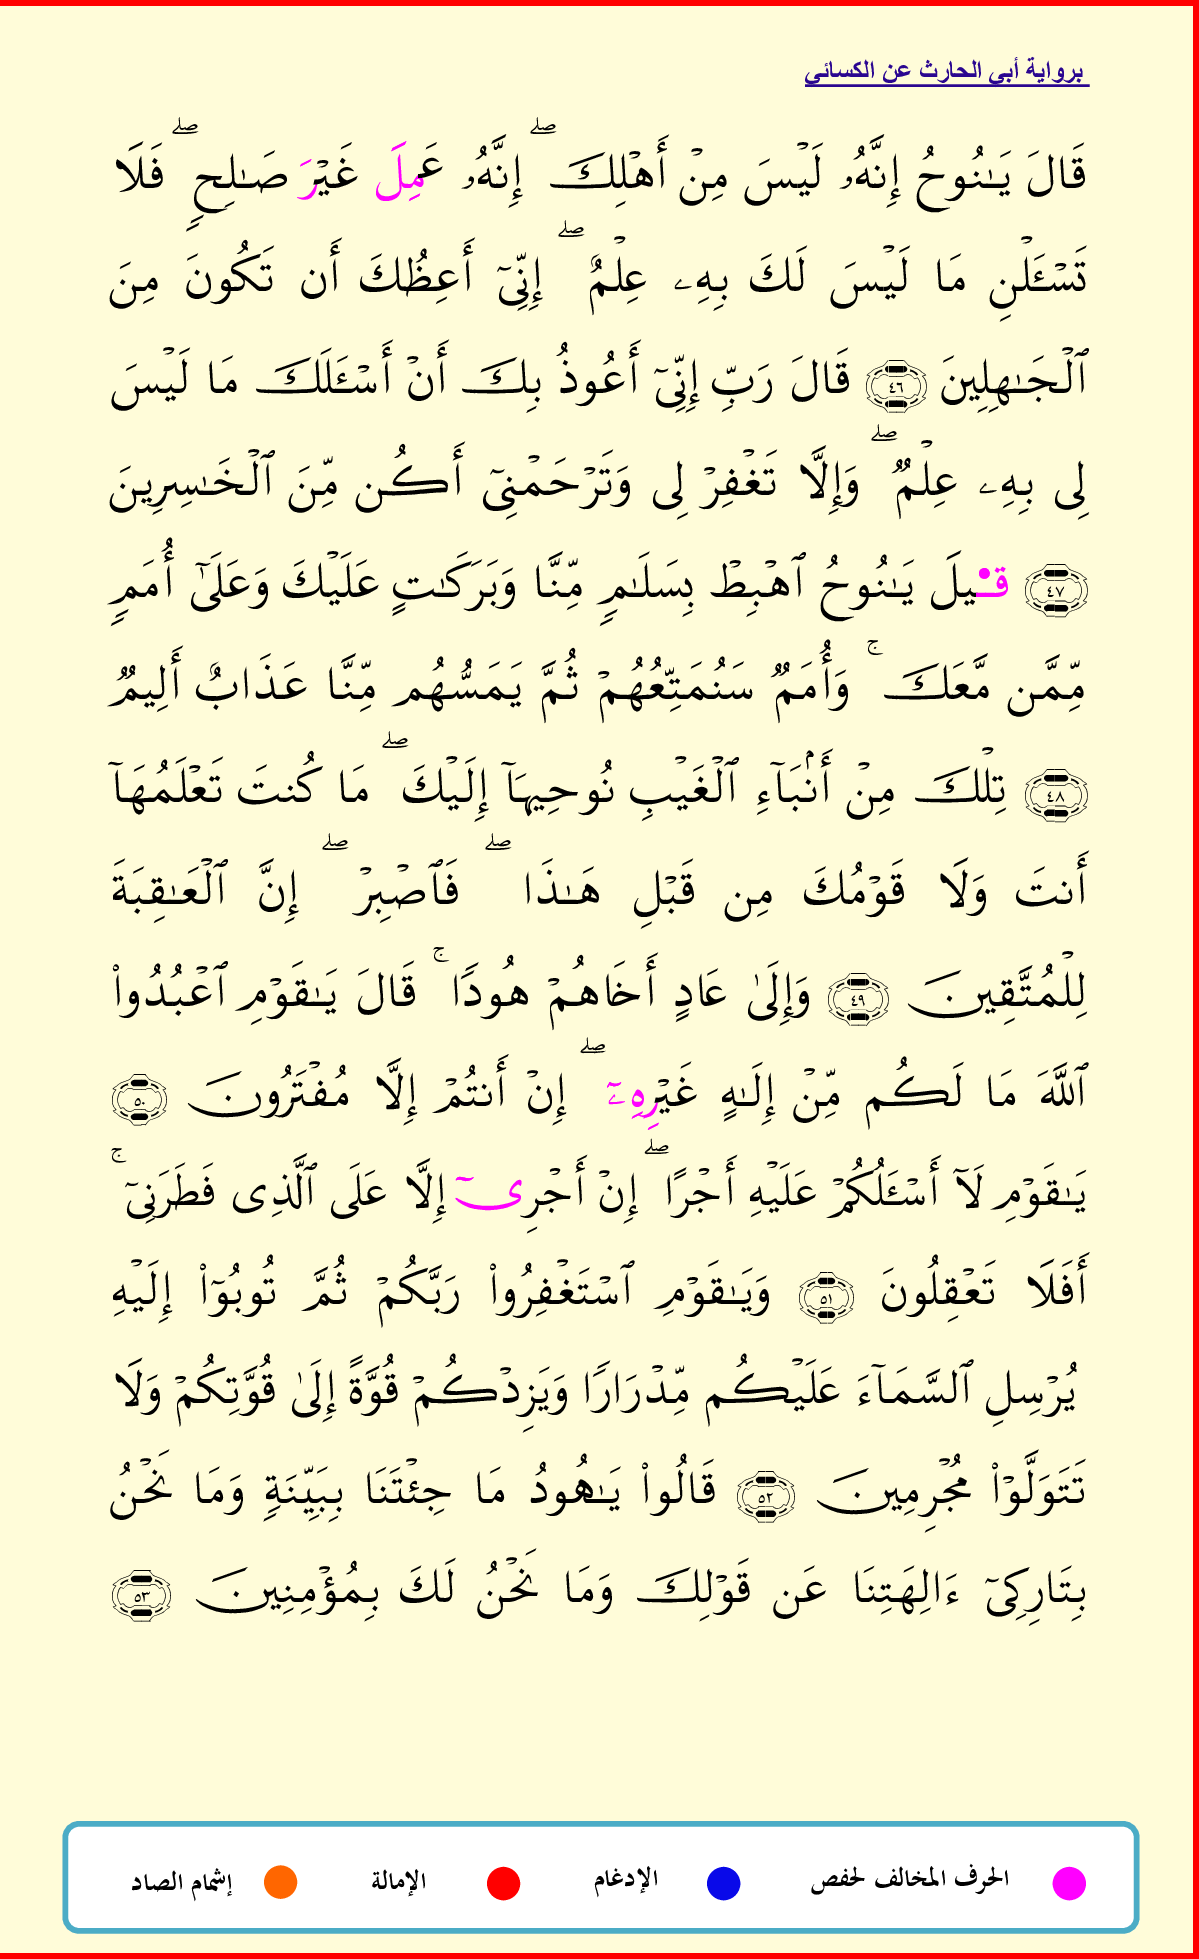 برواية أبي الحارث عن الكسائي
قَالَ يَـٰنُوحُ إِنَّهُۥ لَيْسَ مِنْ أَهْلِكَ ۖ إِنَّهُۥ عَمِلَ غَيْرَ صَـٰلِحٍ ۖ فَلَا
تَسْـَٔلْنِ مَا لَيْسَ لَكَ بِهِۦ عِلْمٌ ۖ إِنِّىٓ أَعِظُكَ أَن تَكُونَ مِنَ
ٱلْجَـٰهِلِينَ ٤٦ قَالَ رَبِّ إِنِّىٓ أَعُوذُ بِكَ أَنْ أَسْـَٔلَكَ مَا لَيْسَ
لِى بِهِۦ عِلْمٌ ۖ وَإِلَّا تَغْفِرْ لِى وَتَرْحَمْنِىٓ أَكُن مِّنَ ٱلْخَـٰسِرِينَ
٤٧ قِيلَ يَـٰنُوحُ ٱهْبِطْ بِسَلَـٰمٍ مِّنَّا وَبَرَكَـٰتٍ عَلَيْكَ وَعَلَىٰٓ أُمَمٍ
مِّمَّن مَّعَكَ ۚ وَأُمَمٌ سَنُمَتِّعُهُمْ ثُمَّ يَمَسُّهُم مِّنَّا عَذَابٌ أَلِيمٌ
٤٨ تِلْكَ مِنْ أَنۢبَآءِ ٱلْغَيْبِ نُوحِيهَآ إِلَيْكَ ۖ مَا كُنتَ تَعْلَمُهَآ
أَنتَ وَلَا قَوْمُكَ مِن قَبْلِ هَـٰذَا ۖ فَٱصْبِرْ ۖ إِنَّ ٱلْعَـٰقِبَةَ
لِلْمُتَّقِينَ ٤٩ وَإِلَىٰ عَادٍ أَخَاهُمْ هُودًا ۚ قَالَ يَـٰقَوْمِ ٱعْبُدُوا۟
ٱللَّهَ مَا لَكُم مِّنْ إِلَـٰهٍ غَيْرِهِۦٓ ۖ إِنْ أَنتُمْ إِلَّا مُفْتَرُونَ ٥٠
يَـٰقَوْمِ لَآ أَسْـَٔلُكُمْ عَلَيْهِ أَجْرًا ۖ إِنْ أَجْرِىٓ إِلَّا عَلَى ٱلَّذِى فَطَرَنِىٓ ۚ
أَفَلَا تَعْقِلُونَ ٥١ وَيَـٰقَوْمِ ٱسْتَغْفِرُوا۟ رَبَّكُمْ ثُمَّ تُوبُوٓا۟ إِلَيْهِ
يُرْسِلِ ٱلسَّمَآءَ عَلَيْكُم مِّدْرَارًا وَيَزِدْكُمْ قُوَّةً إِلَىٰ قُوَّتِكُمْ وَلَا
تَتَوَلَّوْا۟ مُجْرِمِينَ ٥٢ قَالُوا۟ يَـٰهُودُ مَا جِئْتَنَا بِبَيِّنَةٍ وَمَا نَحْنُ
بِتَارِكِىٓ ءَالِهَتِنَا عَن قَوْلِكَ وَمَا نَحْنُ لَكَ بِمُؤْمِنِينَ ٥٣
الحرف المخالف لحفص الإدغام الإمالة إشمام الصاد